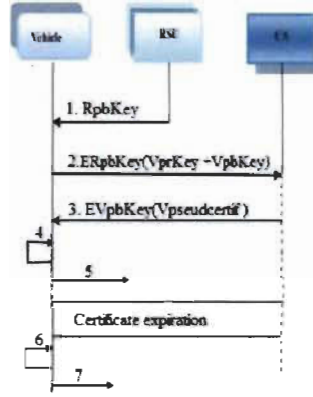 Vehicle
RSU
CA
1. RpbKey
2.ERpbKey(VprKey +VpbKey)
3. EVpbKey(Vpseudcertif )
4
5
Certificate expiration
6
7